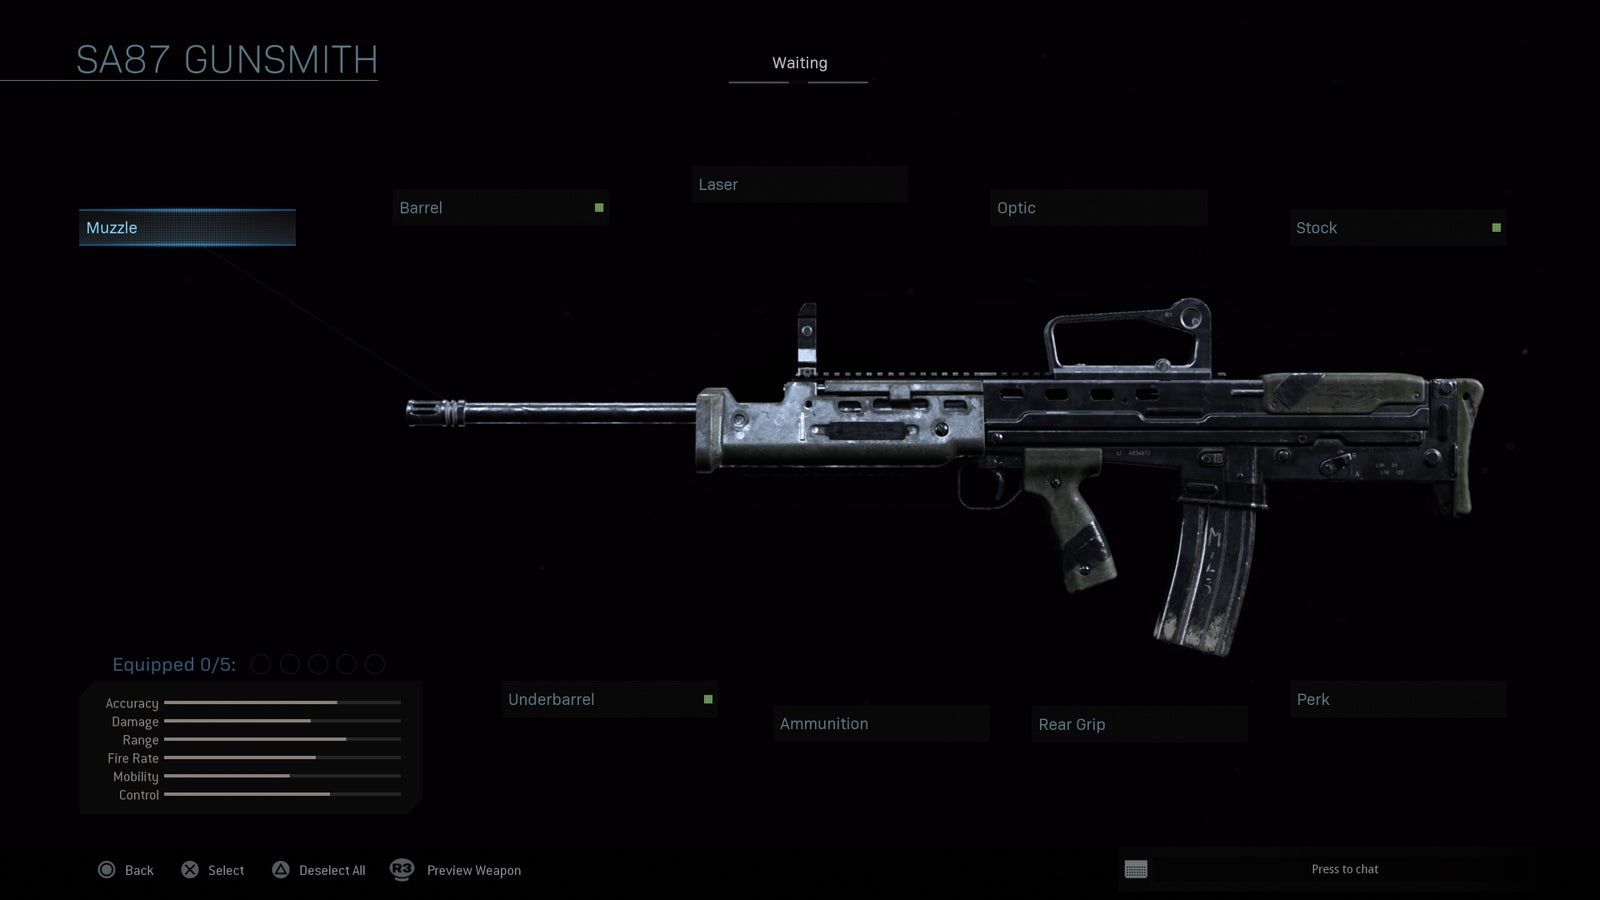 SA87 GUNSMITH
Waiting
Laser
Barrel
Optic
Muzzle
Stock
Equipped 0/5:
Underbarrel
Perk
Ammunition
Rear Grip
Accuracy
Damage
Range
Fire Rate
Mobility
Control
Back
Select
Deselect All
R3
Preview Weapon
Press to chat